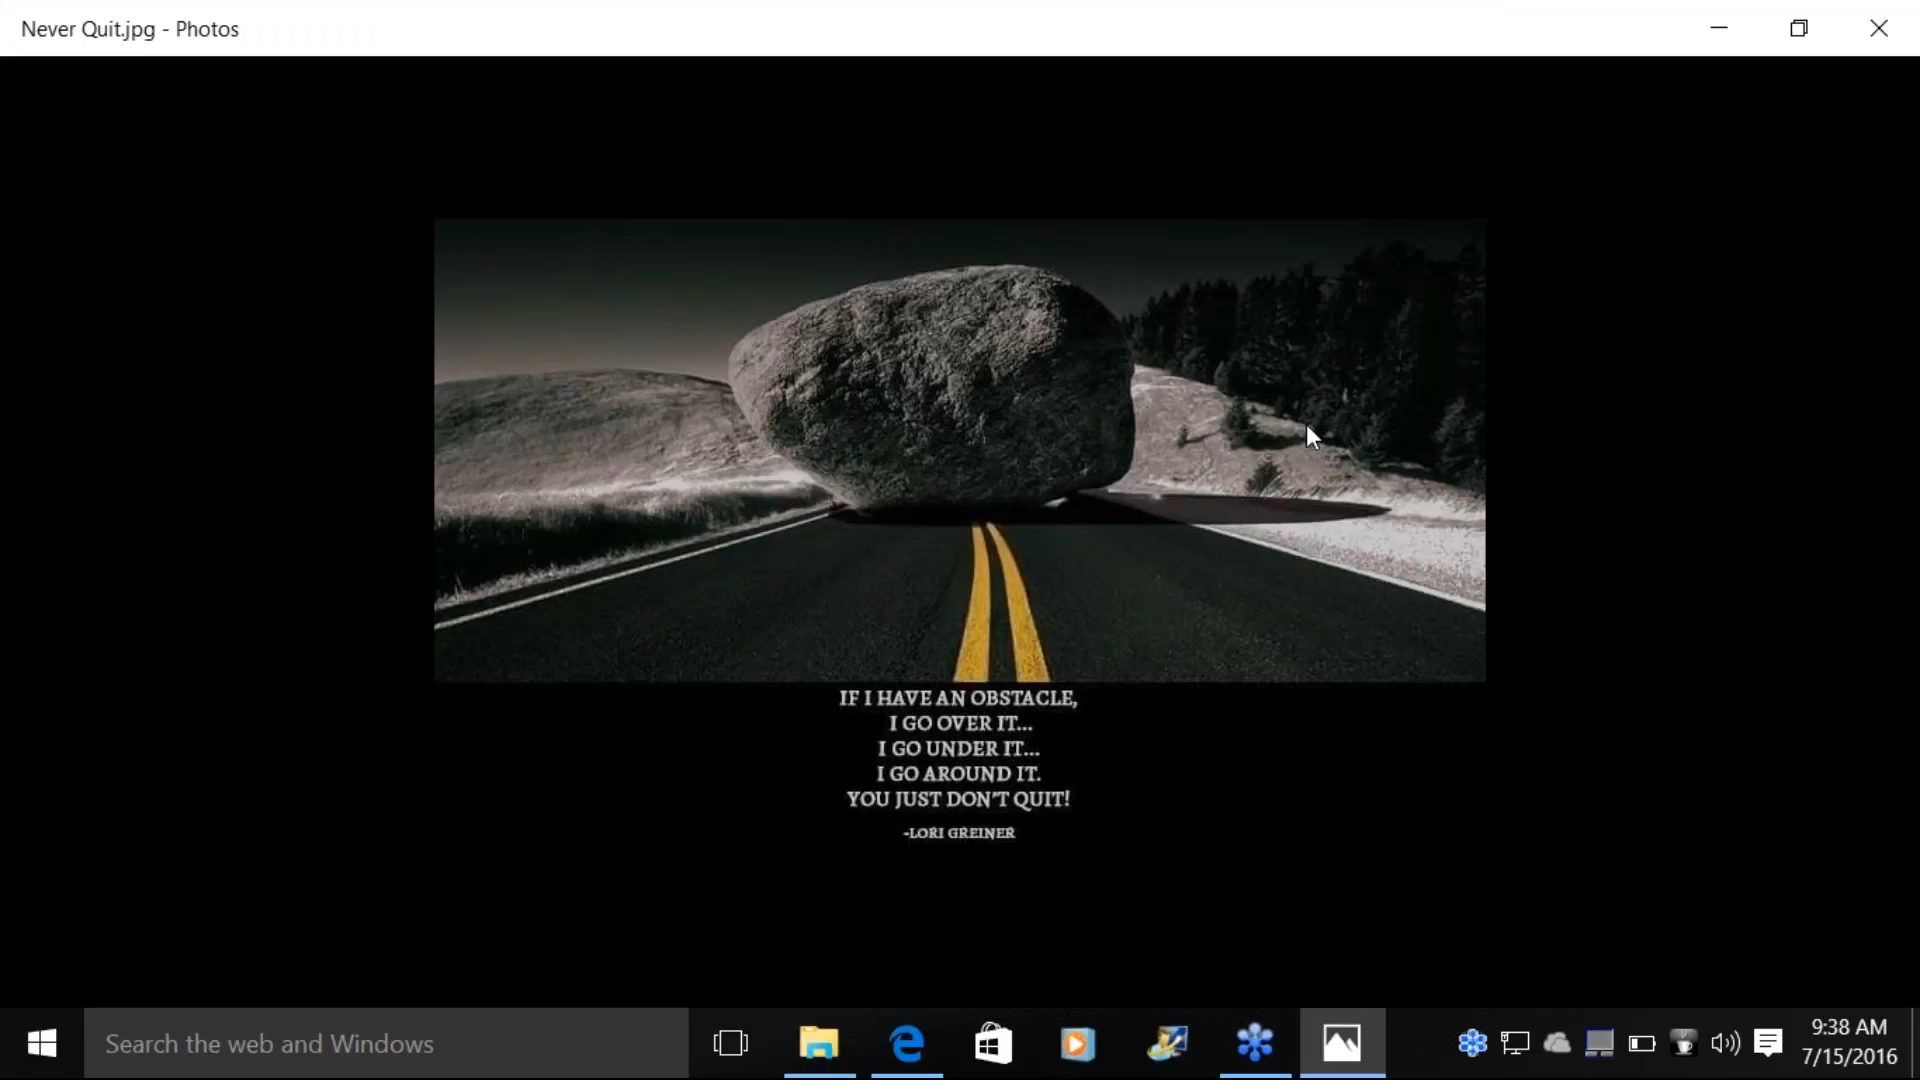 Never Quit.jpg - Photos
IF I HAVE AN OBSTACLE,
I GO OVER IT...
I GO UNDER IT...
I GO AROUND IT.
YOU JUST DON'T QUIT!
-LORI GREINER
Search the web and Windows
9:38 AM
7/15/2016